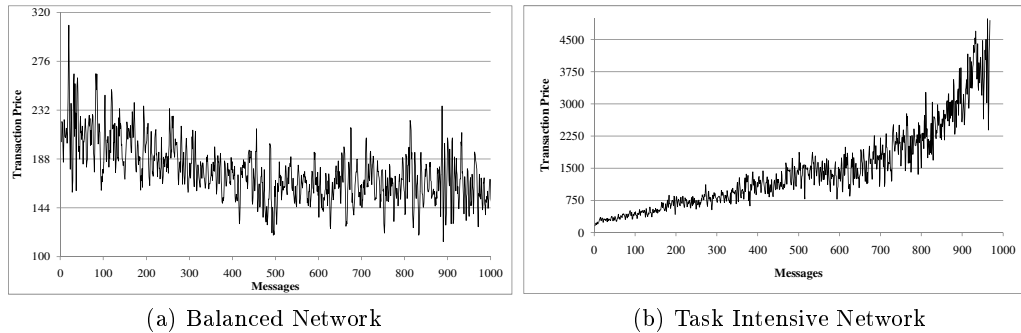 320
276
232
188
144
100
Transaction Price
0 100 200 300 400 500 600 700 800 900 1000
Messages
(a) Balanced Network
4500
3750
3000
2250
1500
750
0
Transaction Price
0 100 200 300 400 500 600 700 800 900 1000
Messages
(b) Task Intensive Network